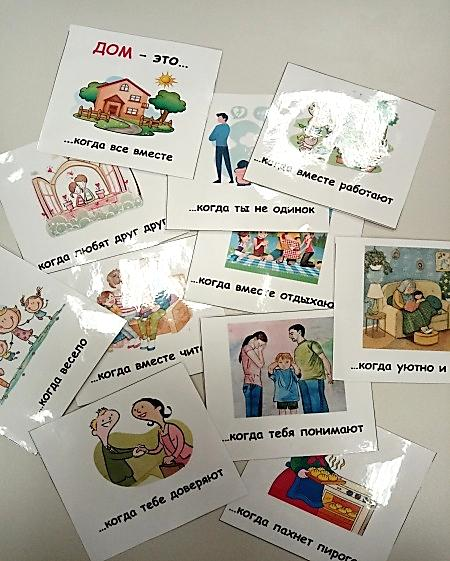 ДОМ – ЭТО...
...когда все вместе
...когда вместе работают
...когда ты не одинок
когда любят друг друг
...когда вместе отдыхаю
...когда вместе чит
...когда уютно и
...когда весело
...когда тебя понимают
...когда тебе доверяют
...когда пахнет пирог